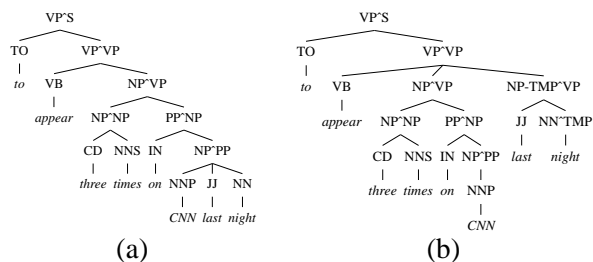 VP^S VP^S
TO VP^VP TO VP^VP
to VB NP^VP to VB NP^VP NP-TMP^VP
appear NP^NP PP^NP appear NP^NP PP^NP JJ NN^TMP
CD NNS IN NP^PP CD NNS IN NP^PP last night
three times on NNP JJ NN three times on NNP
CNN last night CNN
(a) (b)